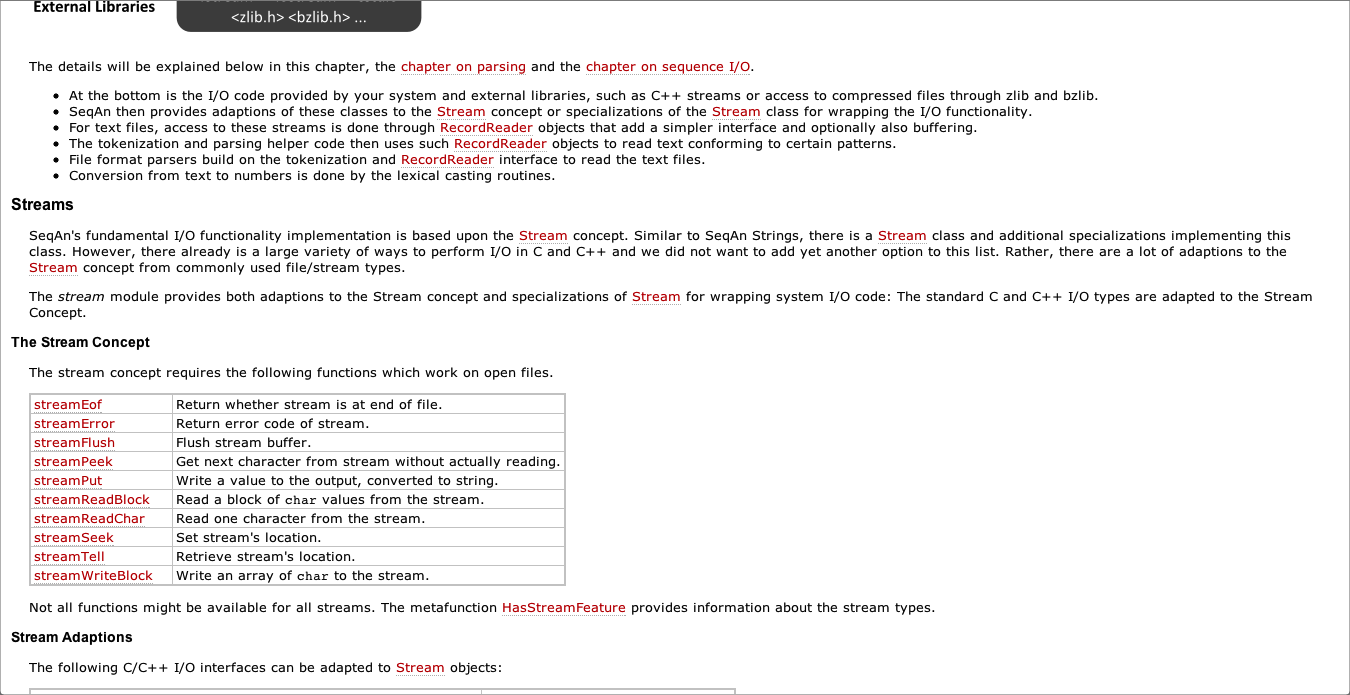 External Libraries
<zlib.h> <bzlib.h> ...
The details will be explained below in this chapter, the chapter on parsing and the chapter on sequence I/O.
• At the bottom is the I/O code provided by your system and external libraries, such as C++ streams or access to compressed files through zlib and bzlib.
• SeqAn then provides adaptions of these classes to the Stream concept or specializations of the Stream class for wrapping the I/O functionality.
• For text files, access to these streams is done through RecordReader objects that add a simpler interface and optionally also buffering.
• The tokenization and parsing helper code then uses such RecordReader objects to read text conforming to certain patterns.
• File format parsers build on the tokenization and RecordReader interface to read the text files.
• Conversion from text to numbers is done by the lexical casting routines.
Streams
SeqAn's fundamental I/O functionality implementation is based upon the Stream concept. Similar to SeqAn Strings, there is a Stream class and additional specializations implementing this
class. However, there already is a large variety of ways to perform I/O in C and C++ and we did not want to add yet another option to this list. Rather, there are a lot of adaptions to the
Stream concept from commonly used file/stream types.
The stream module provides both adaptions to the Stream concept and specializations of Stream for wrapping system I/O code: The standard C and C++ I/O types are adapted to the Stream
Concept.
The Stream Concept
The stream concept requires the following functions which work on open files.
streamEof Return whether stream is at end of file.
streamError Return error code of stream.
streamFlush Flush stream buffer.
streamPeek Get next character from stream without actually reading.
streamPut Write a value to the output, converted to string.
streamReadBlock Read a block of char values from the stream.
streamReadChar Read one character from the stream.
streamSeek Set stream's location.
streamTell Retrieve stream's location.
streamWriteBlock Write an array of char to the stream.
Not all functions might be available for all streams. The metafunction HasStreamFeature provides information about the stream types.
Stream Adaptions
The following C/C++ I/O interfaces can be adapted to Stream objects: